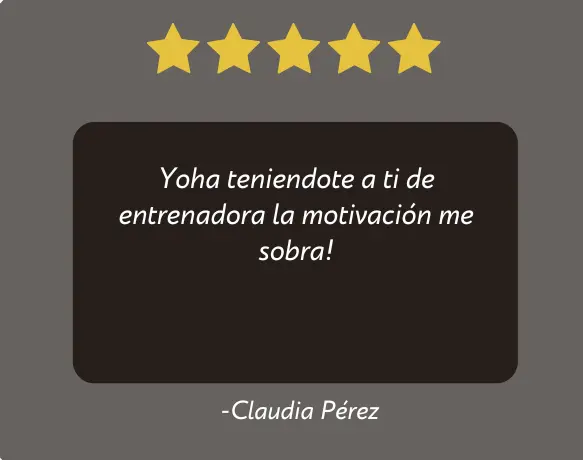 Yoha teniendote a ti de
entrenadora la motivación me
sobra!
-Claudia Pérez